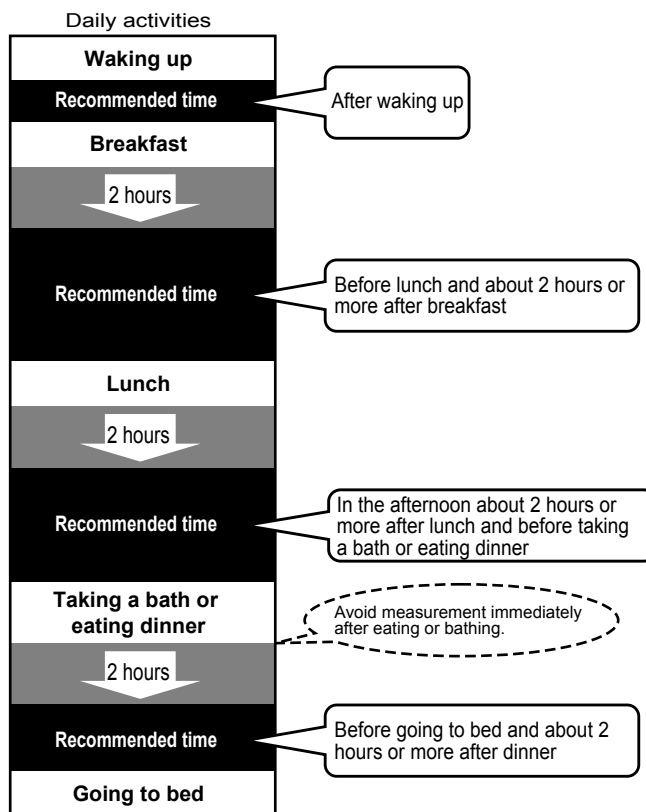 Daily activities
Waking up
Recommended time
After waking up
Breakfast
2 hours
Recommended time
Before lunch and about 2 hours or
more after breakfast
Lunch
2 hours
Recommended time
In the afternoon about 2 hours or
more after lunch and before taking
a bath or eating dinner
Taking a bath or
eating dinner
Avoid measurement immediately
after eating or bathing.
2 hours
Recommended time
Before going to bed and about 2
hours or more after dinner
Going to bed